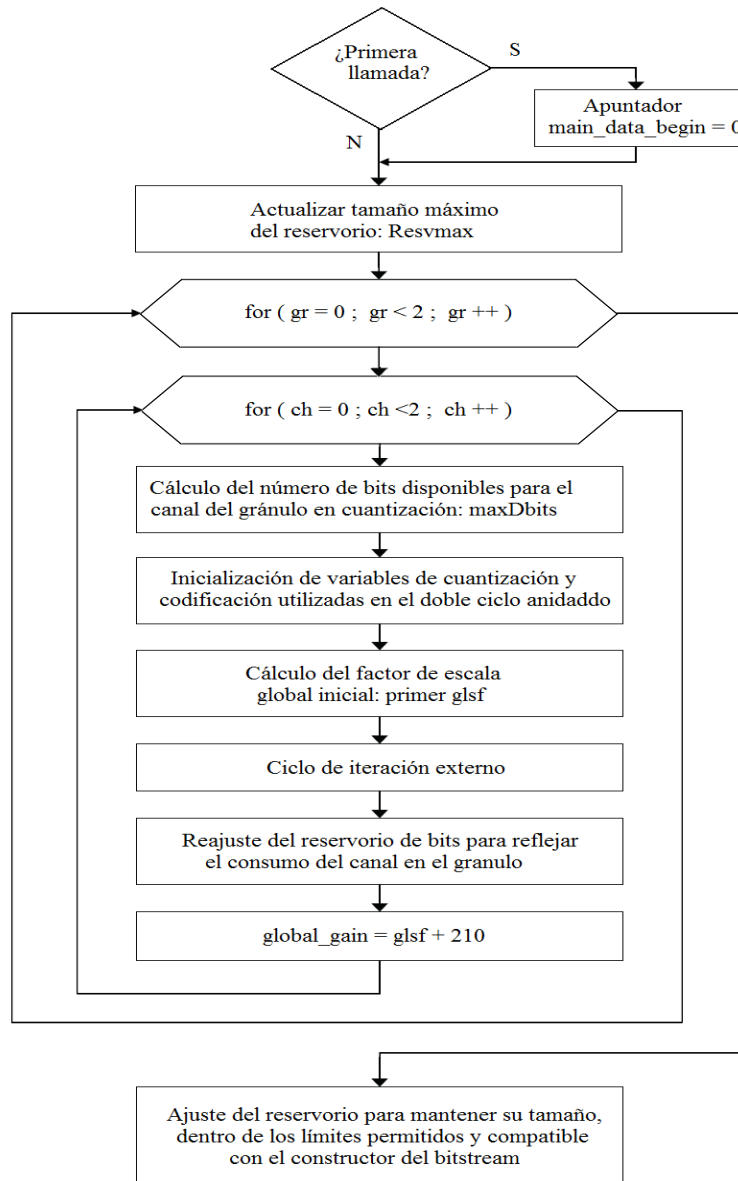 ¿Primera
llamada?
S
Apuntador
main_data_begin = 0
N
Actualizar tamaño máximo
del reservorio: Resvmax
for ( gr = 0 ; gr < 2 ; gr ++ )
for ( ch = 0 ; ch <2 ; ch ++ )
Cálculo del número de bits disponibles para el
canal del gránulo en cuantización: maxDbits
Inicialización de variables de cuantización y
codificación utilizadas en el doble ciclo anidaddo
Cálculo del factor de escala
global inicial: primer glsf
Ciclo de iteración externo
Reajuste del reservorio de bits para reflejar
el consumo del canal en el granulo
global_gain = glsf + 210
Ajuste del reservorio para mantener su tamaño,
dentro de los límites permitidos y compatible
con el constructor del bitstream